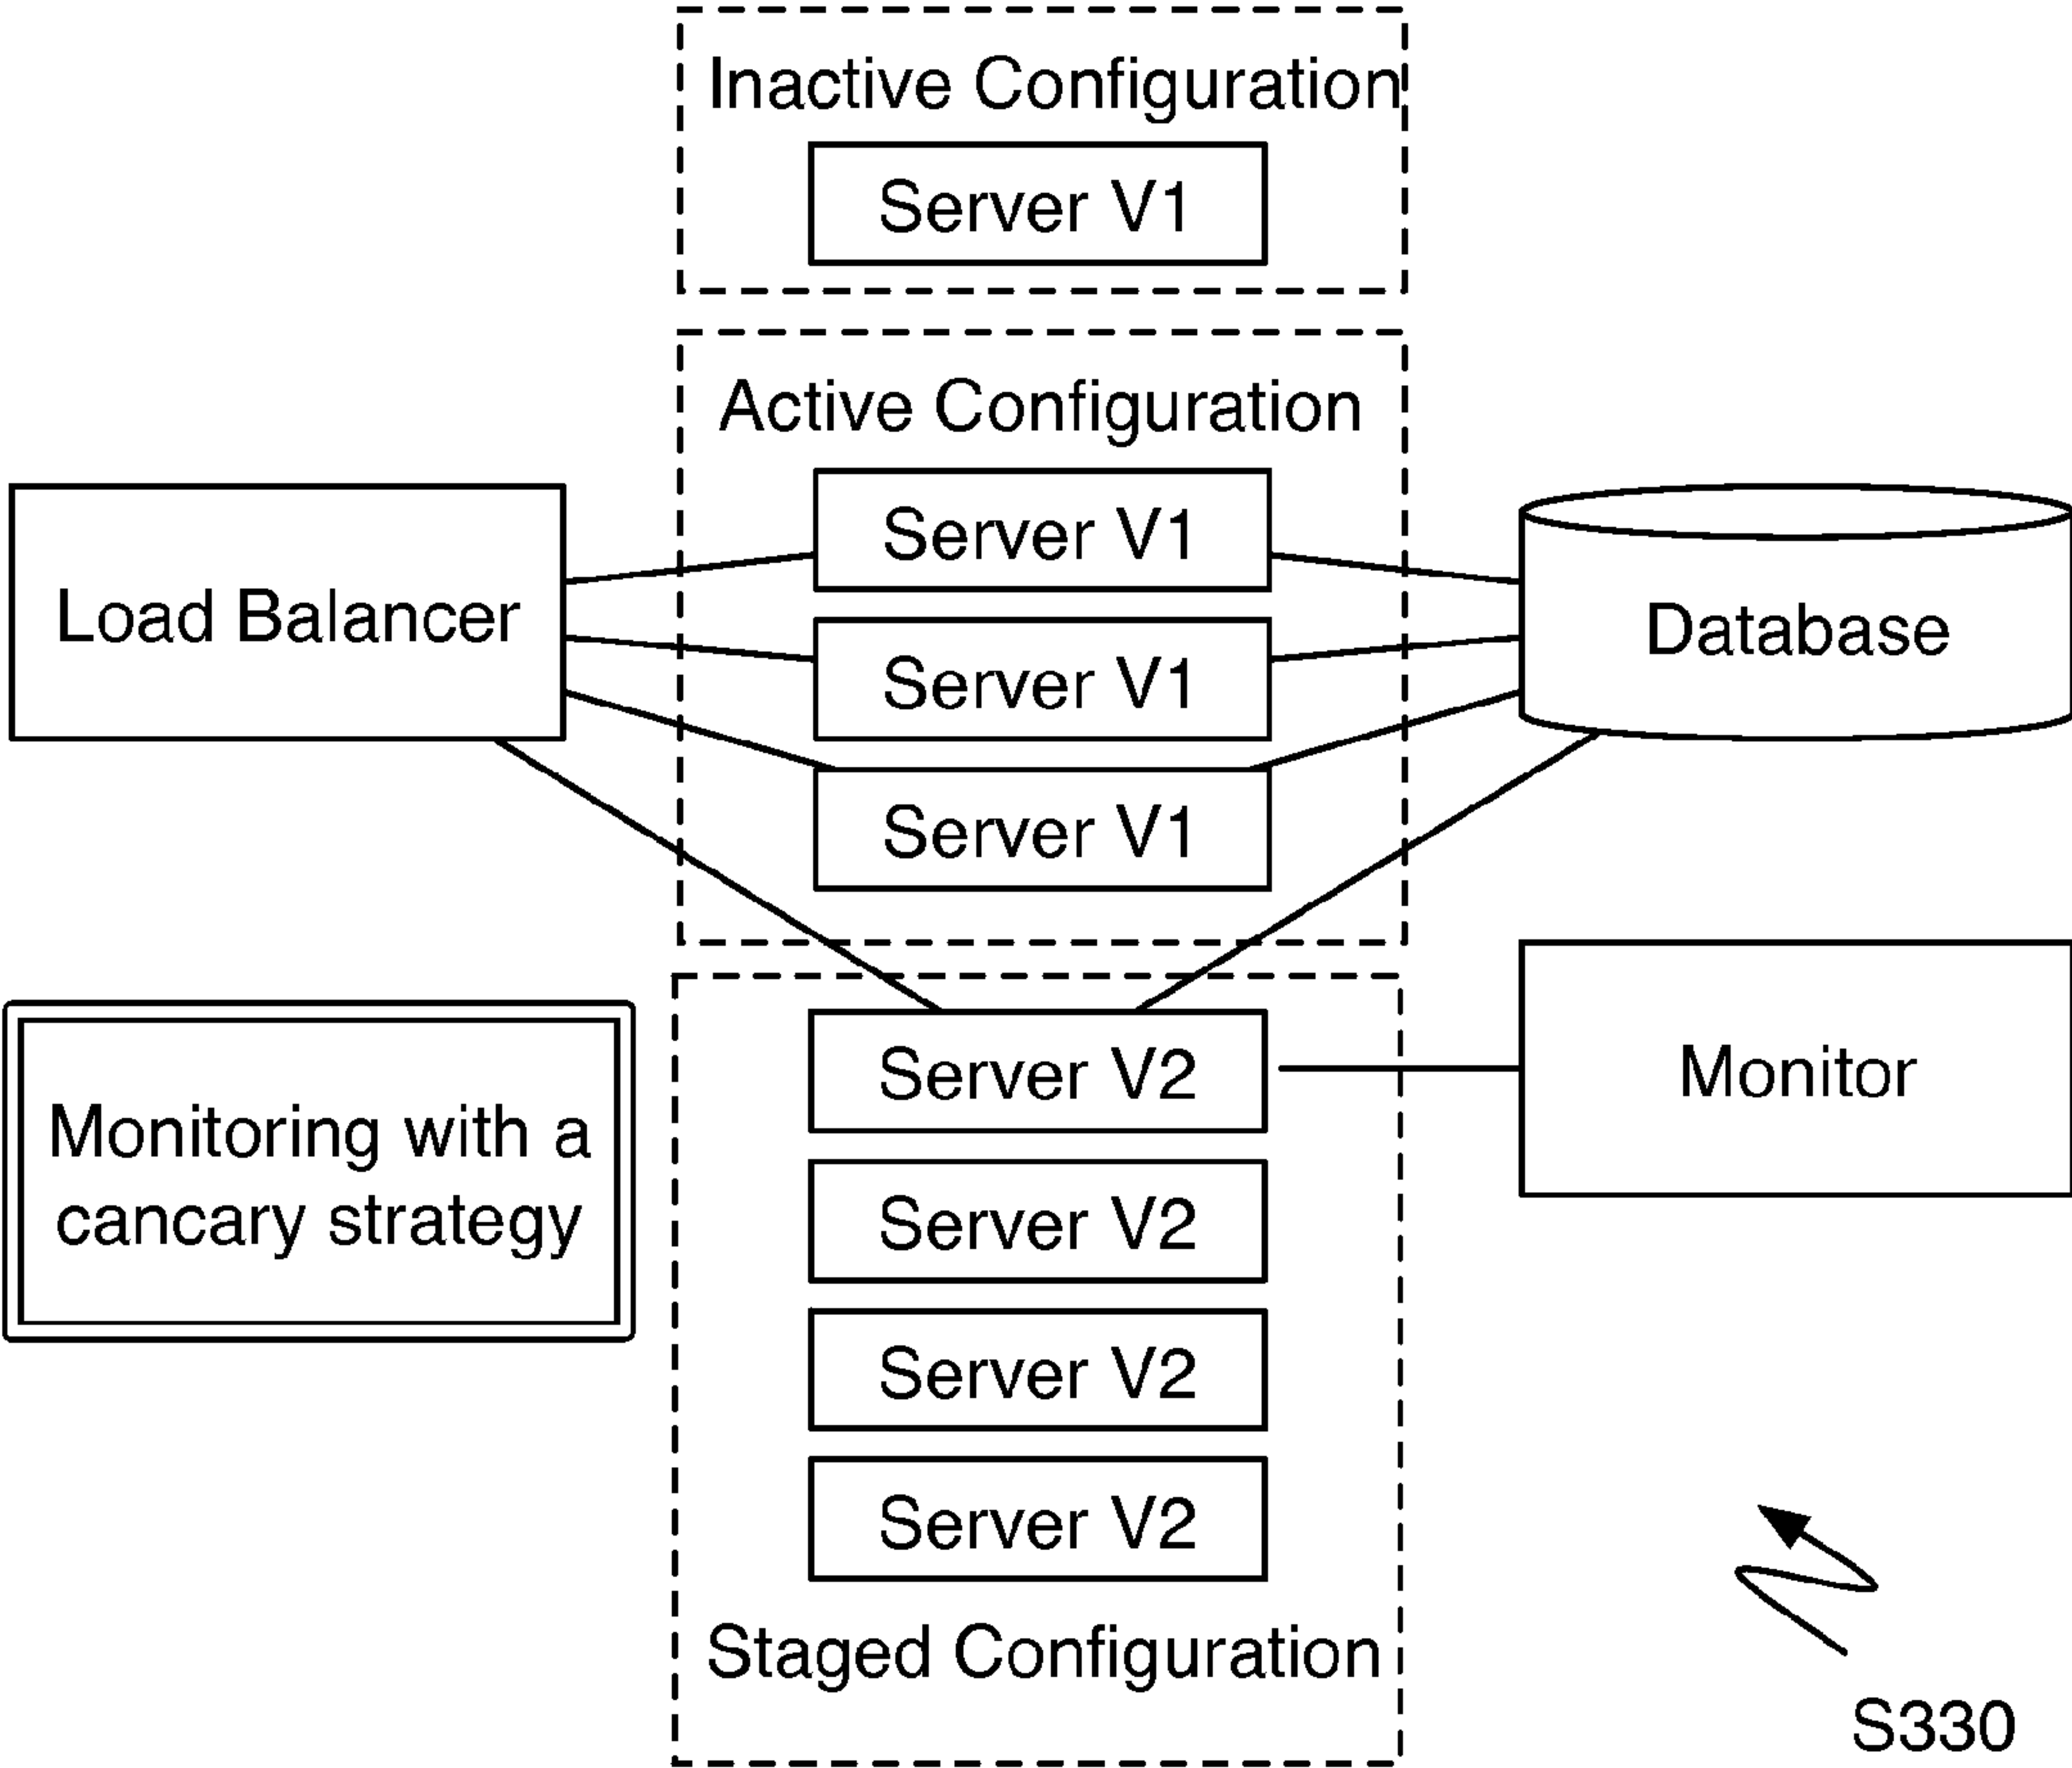 Inactive Configuration
Server V1
Active Configuration
Server V1
Server V1
Server V1
Load Balancer
Database
Server V2
Server V2
Server V2
Server V2
Staged Configuration
Monitor
Monitoring with a
cancary strategy
S330